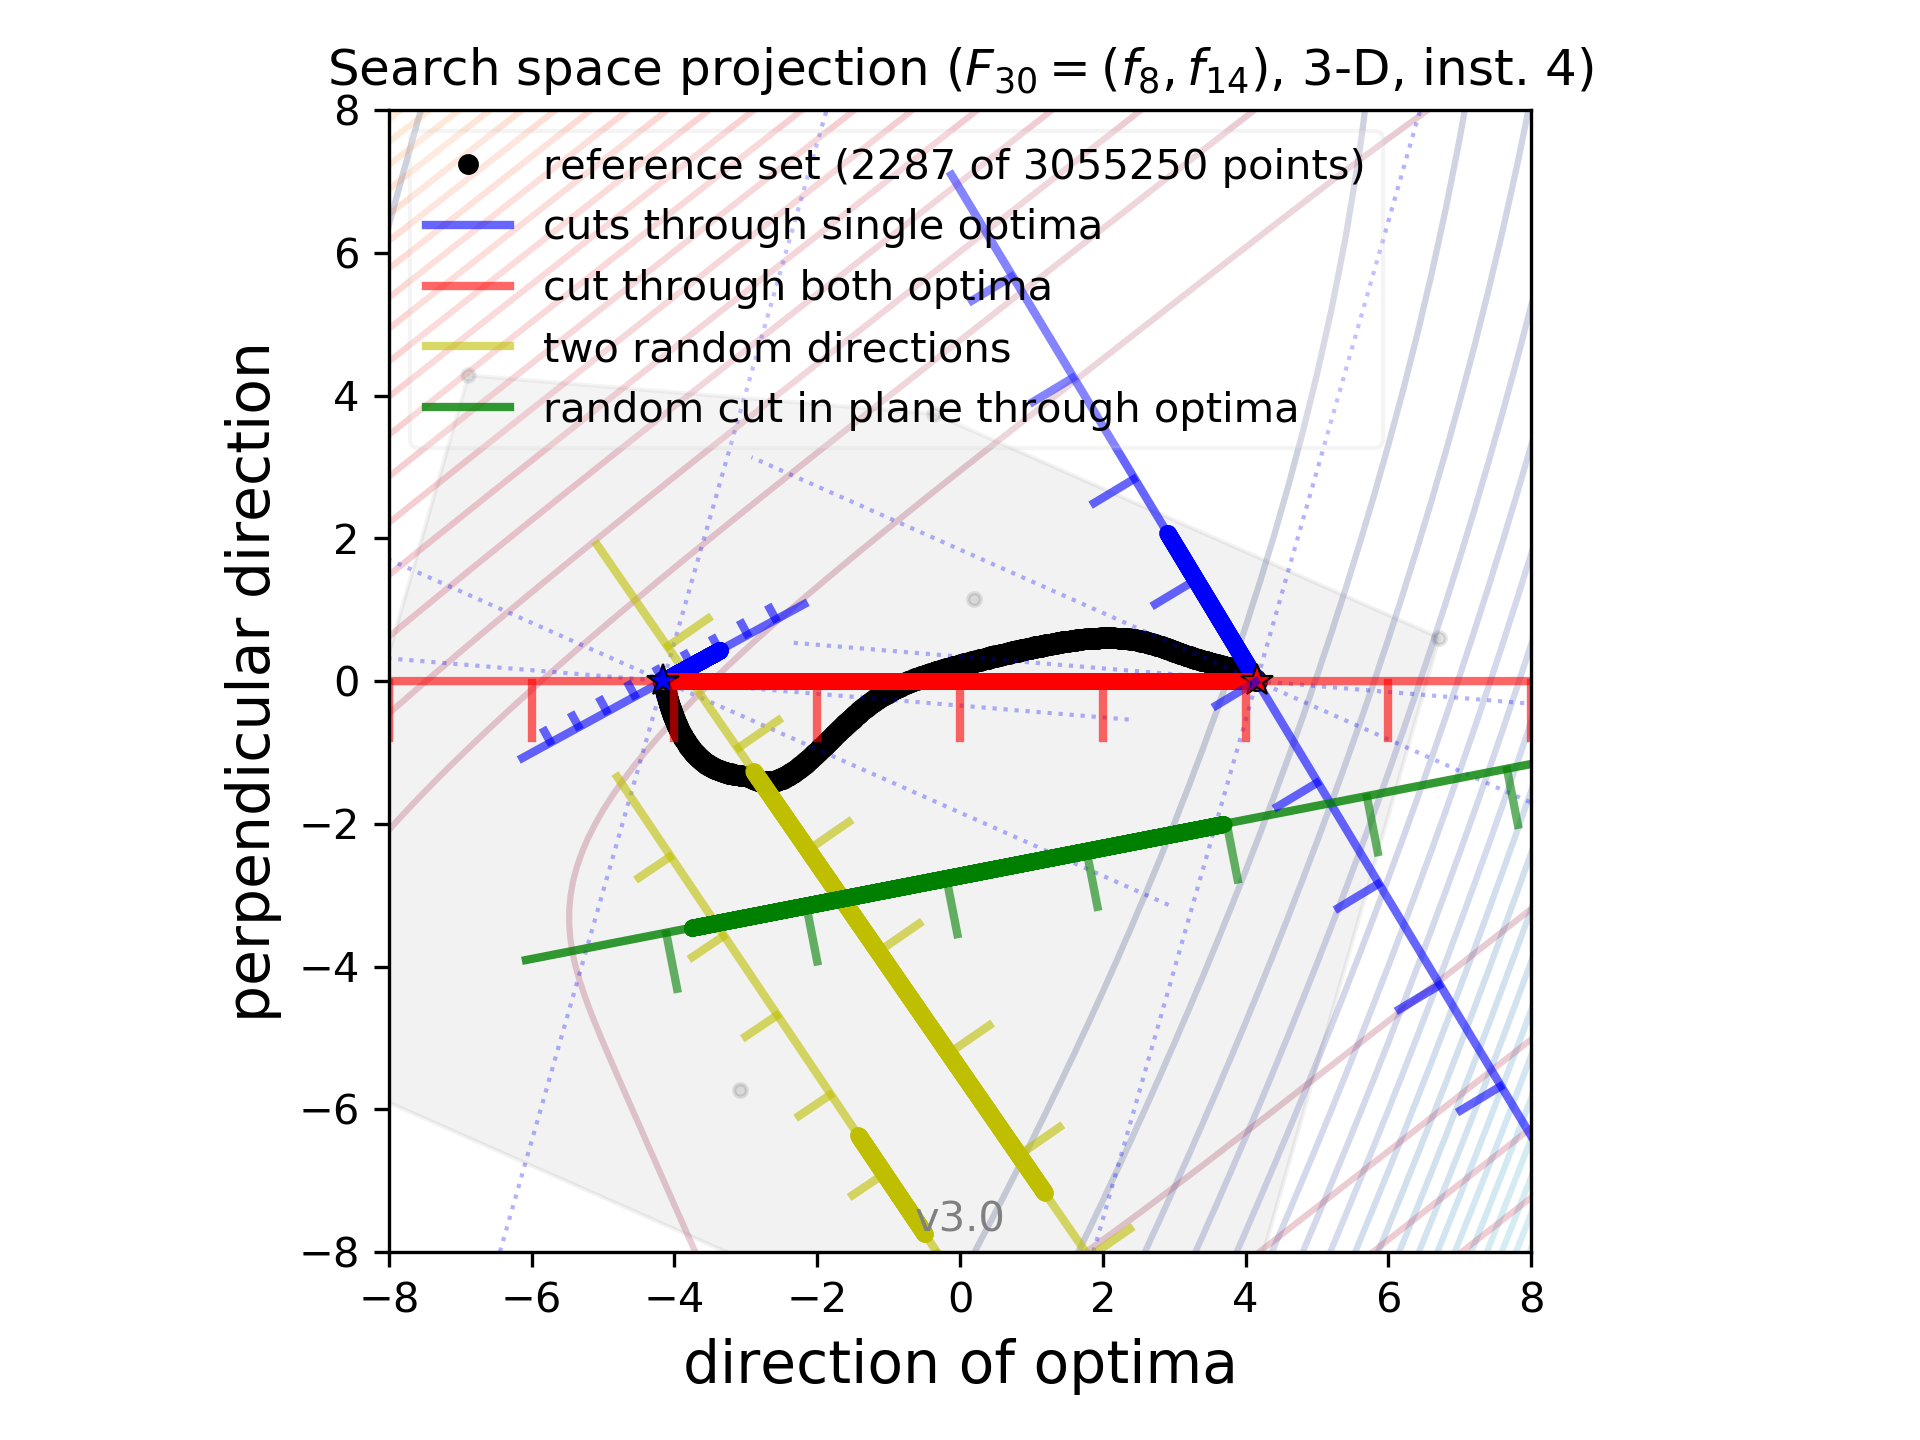 Search space projection (F30 = (f8, f14), 3-D, inst. 4)
reference set (2287 of 3055250 points)
cuts through single optima
cut through both optima
two random directions
random cut in plane through optima
perpendicular direction
8
6
4
2
0
−2
−4
−6
−8
v3.0
−8 −6 −4 −2 0 2 4 6 8
direction of optima